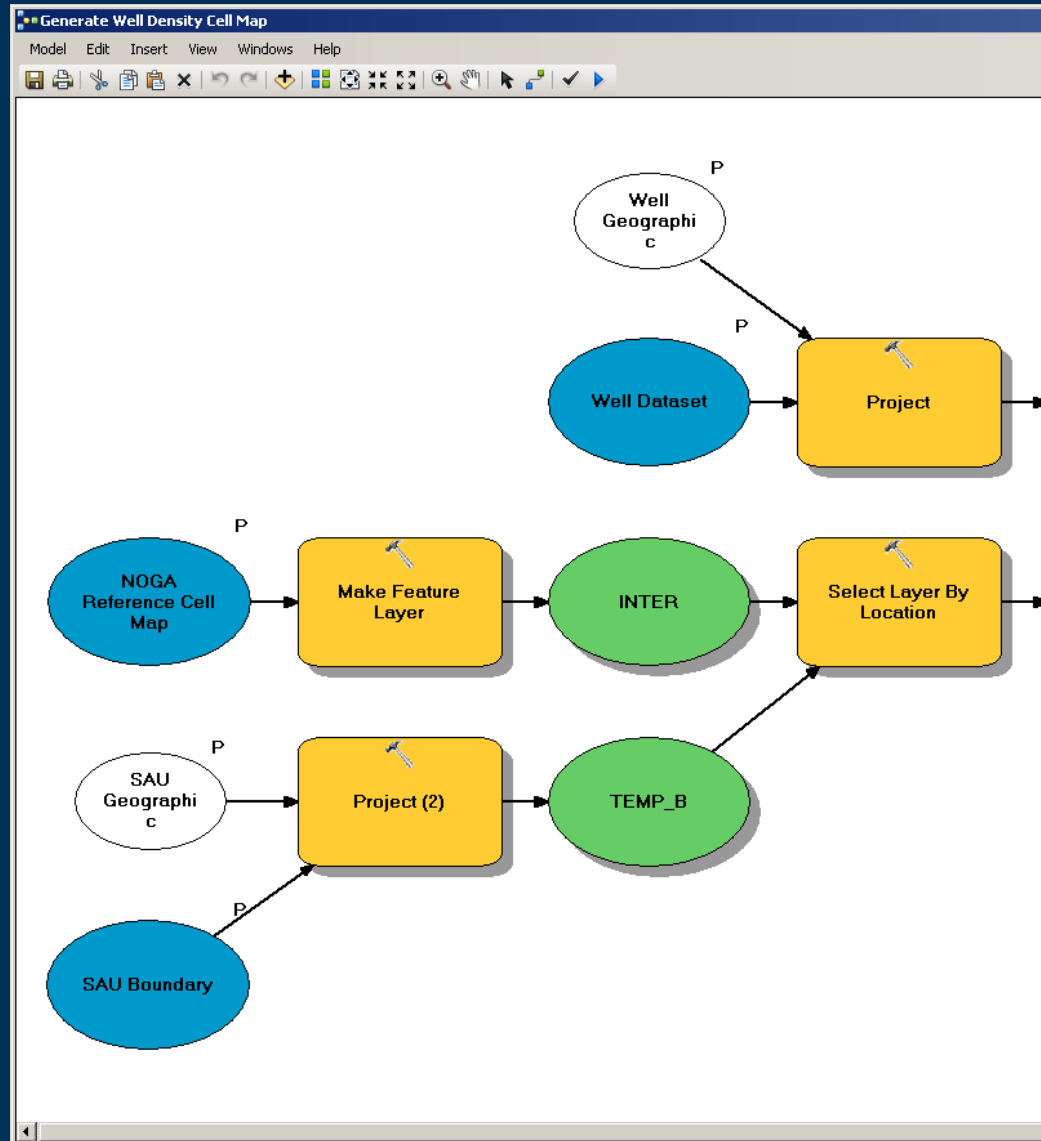 Generate Well Density Cell Map
Model Edit Insert View Windows Help
P
Well
Geographi
c
P
Well Dataset
Project
P
NOGA
Reference Cell
Map
Make Feature
Layer
INTER
Select Layer By
Location
P
SAU
Geographi
c
Project (2)
TEMP_B
P
SAU Boundary